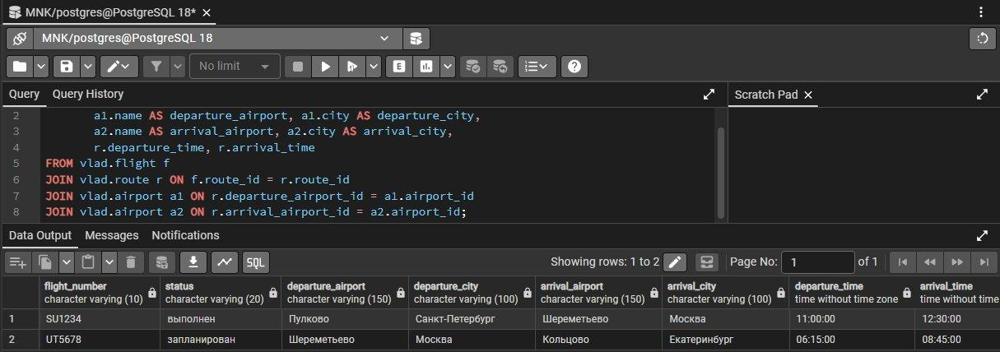 MNK/postgres@PostgreSQL 18*
MNK/postgres@PostgreSQL 18
No limit
E
Query Query History Scratch Pad
2 a1.name AS departure_airport, a1.city AS departure_city,
3 a2.name AS arrival_airport, a2.city AS arrival_city,
4 r.departure_time, r.arrival_time
5 FROM vlad.flight f
6 JOIN vlad.route r ON f.route_id = r.route_id
7 JOIN vlad.airport a1 ON r.departure_airport_id = a1.airport_id
8 JOIN vlad.airport a2 ON r.arrival_airport_id = a2.airport_id;
Data Output Messages Notifications
SQL Showing rows: 1 to 2 Page No: 1 of 1
flight_number status departure_airport departure_city arrival_airport arrival_city departure_time arrival_time
character varying (10) character varying (20) character varying (150) character varying (100) character varying (150) character varying (100) time without time zone time without time
1 SU1234 выполнен Пулково Санкт-Петербург Шереметьево Москва 11:00:00 12:30:00
2 UT5678 запланирован Шереметьево Москва Кольцово Екатеринбург 06:15:00 08:45:00